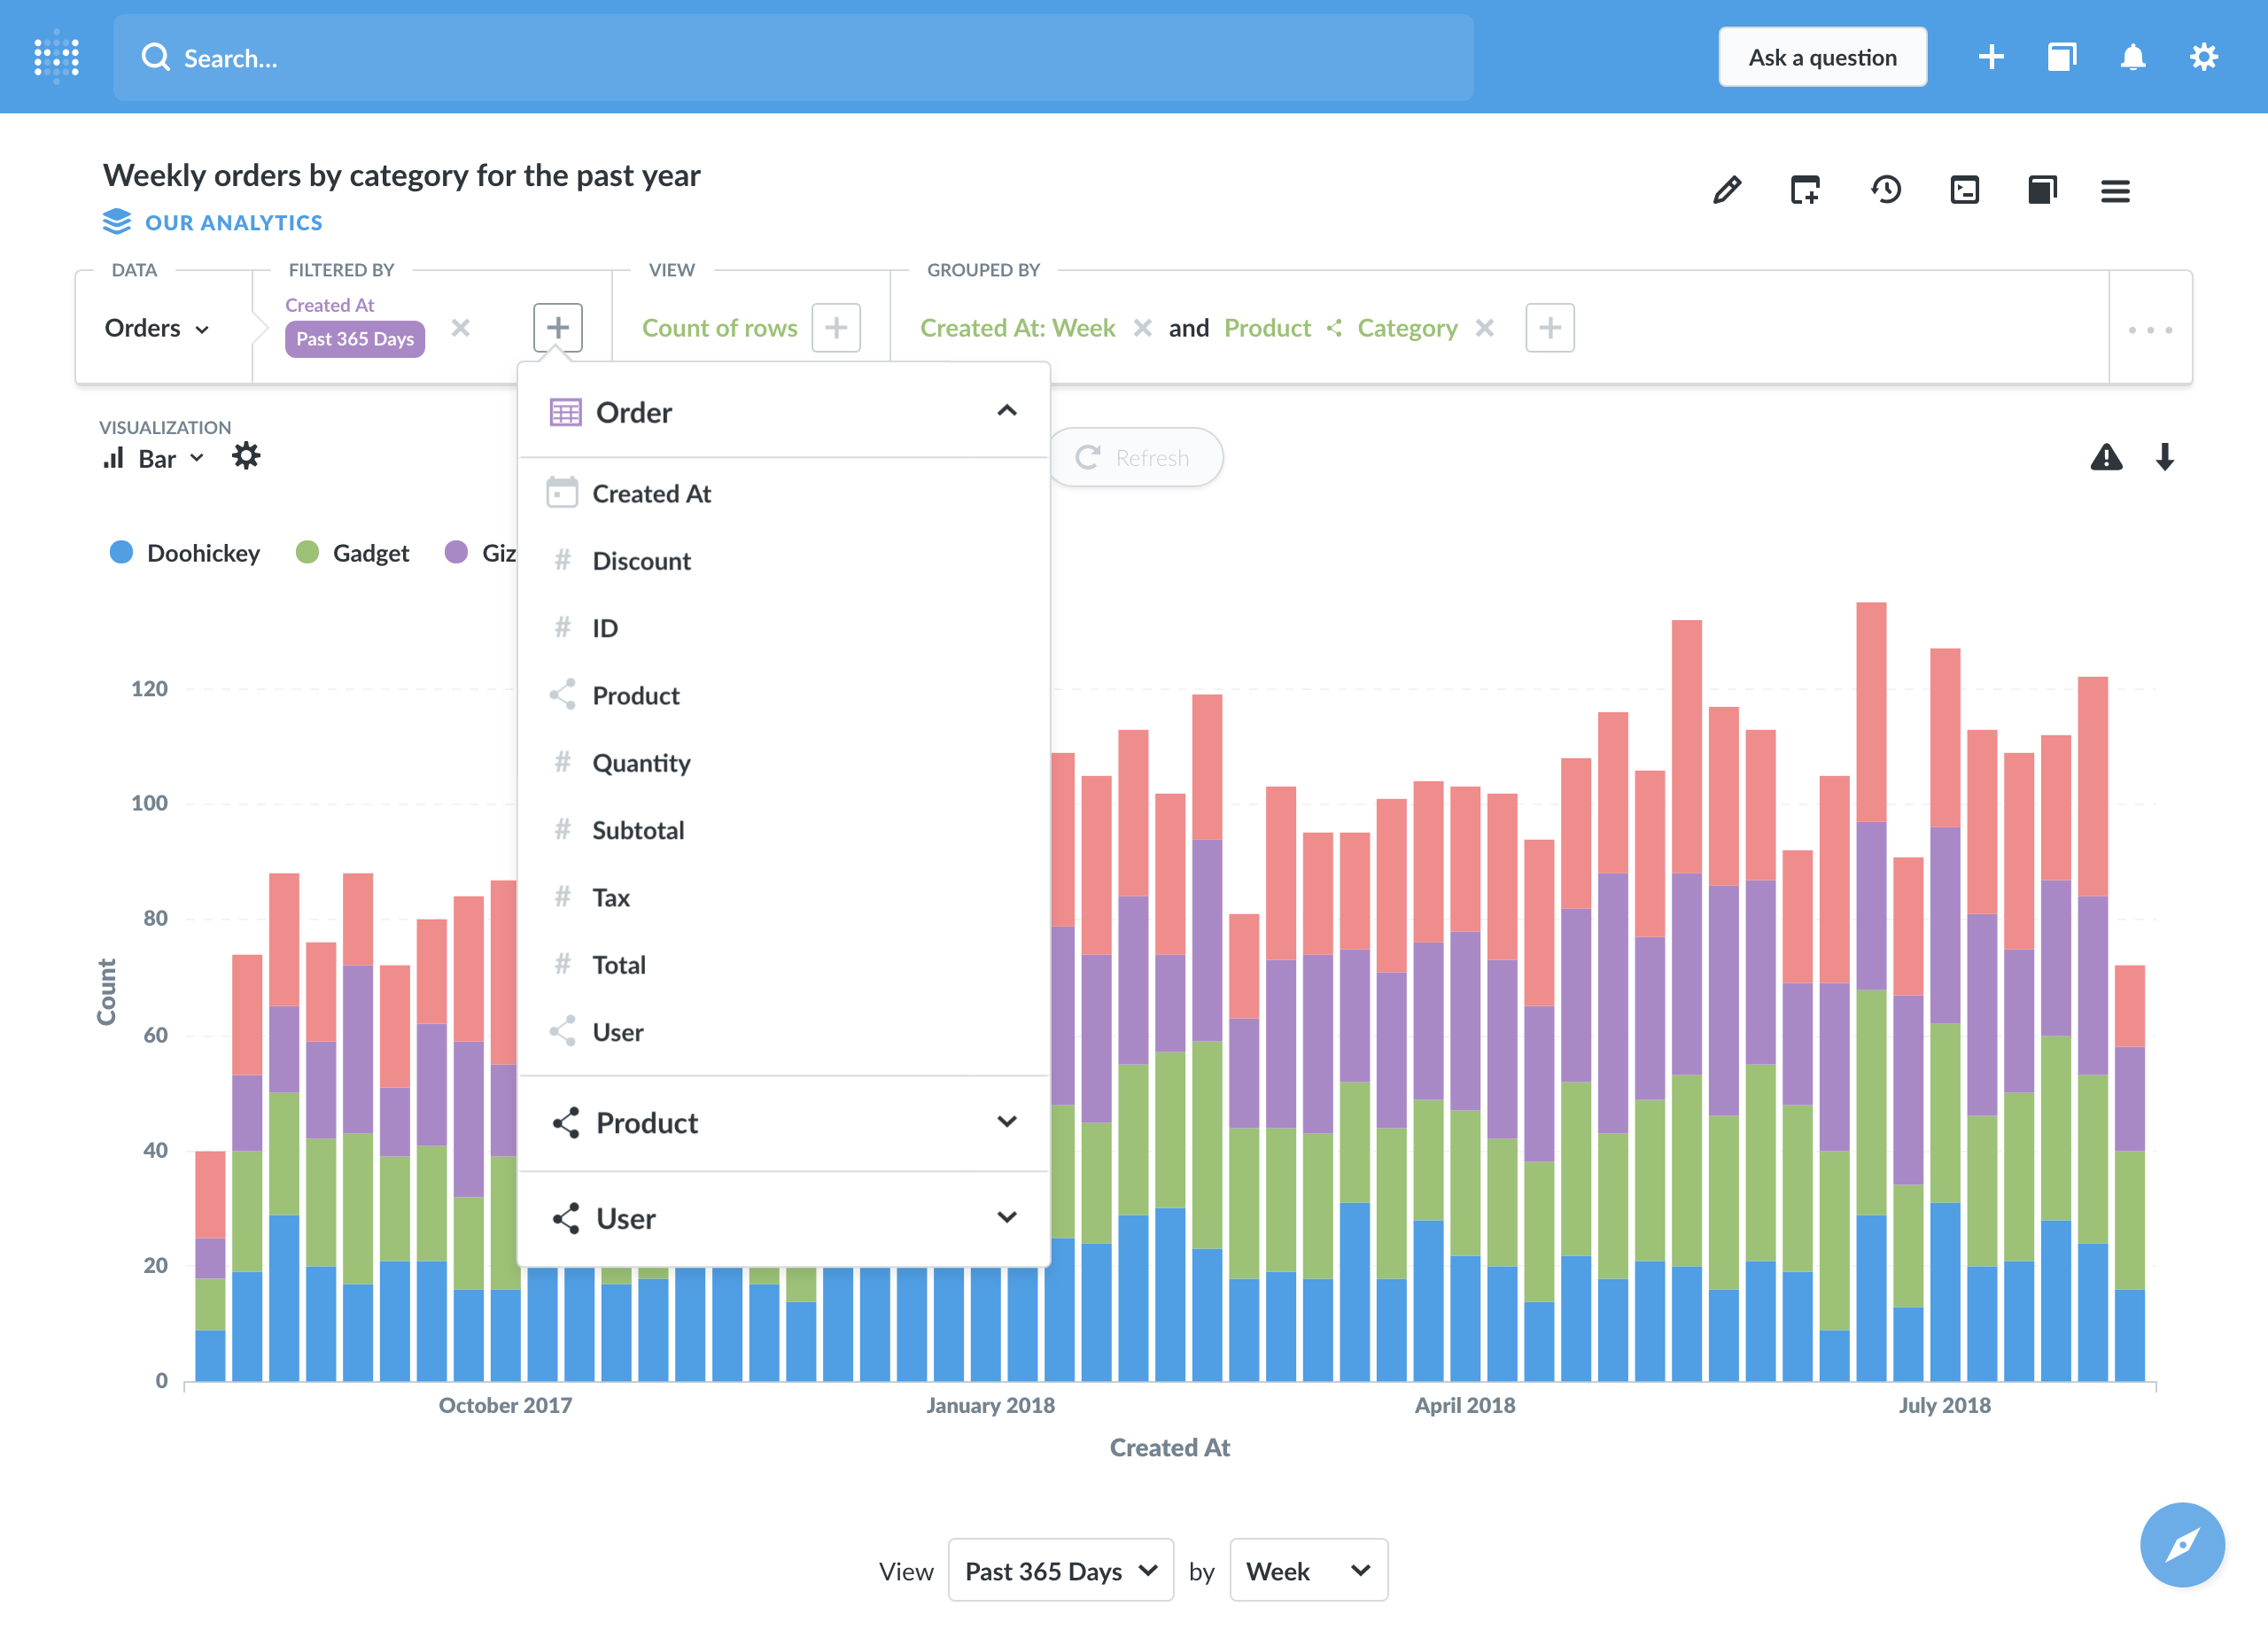 Search...
Ask a question
Weekly orders by category for the past year
OUR ANALYTICS
DATA
FILTERED BY
VIEW
GROUPED BY
Orders
Created At
Past 365 Days
Count of rows
Created At: Week and Product Category
VISUALIZATION
Bar
Refresh
Doohickey
Gadget
Giz
Order
Created At
# Discount
# ID
Product
# Quantity
# Subtotal
# Tax
# Total
User
Product
User
120
100
80
60
40
20
0
Count
October 2017
January 2018
April 2018
July 2018
Created At
View Past 365 Days by Week